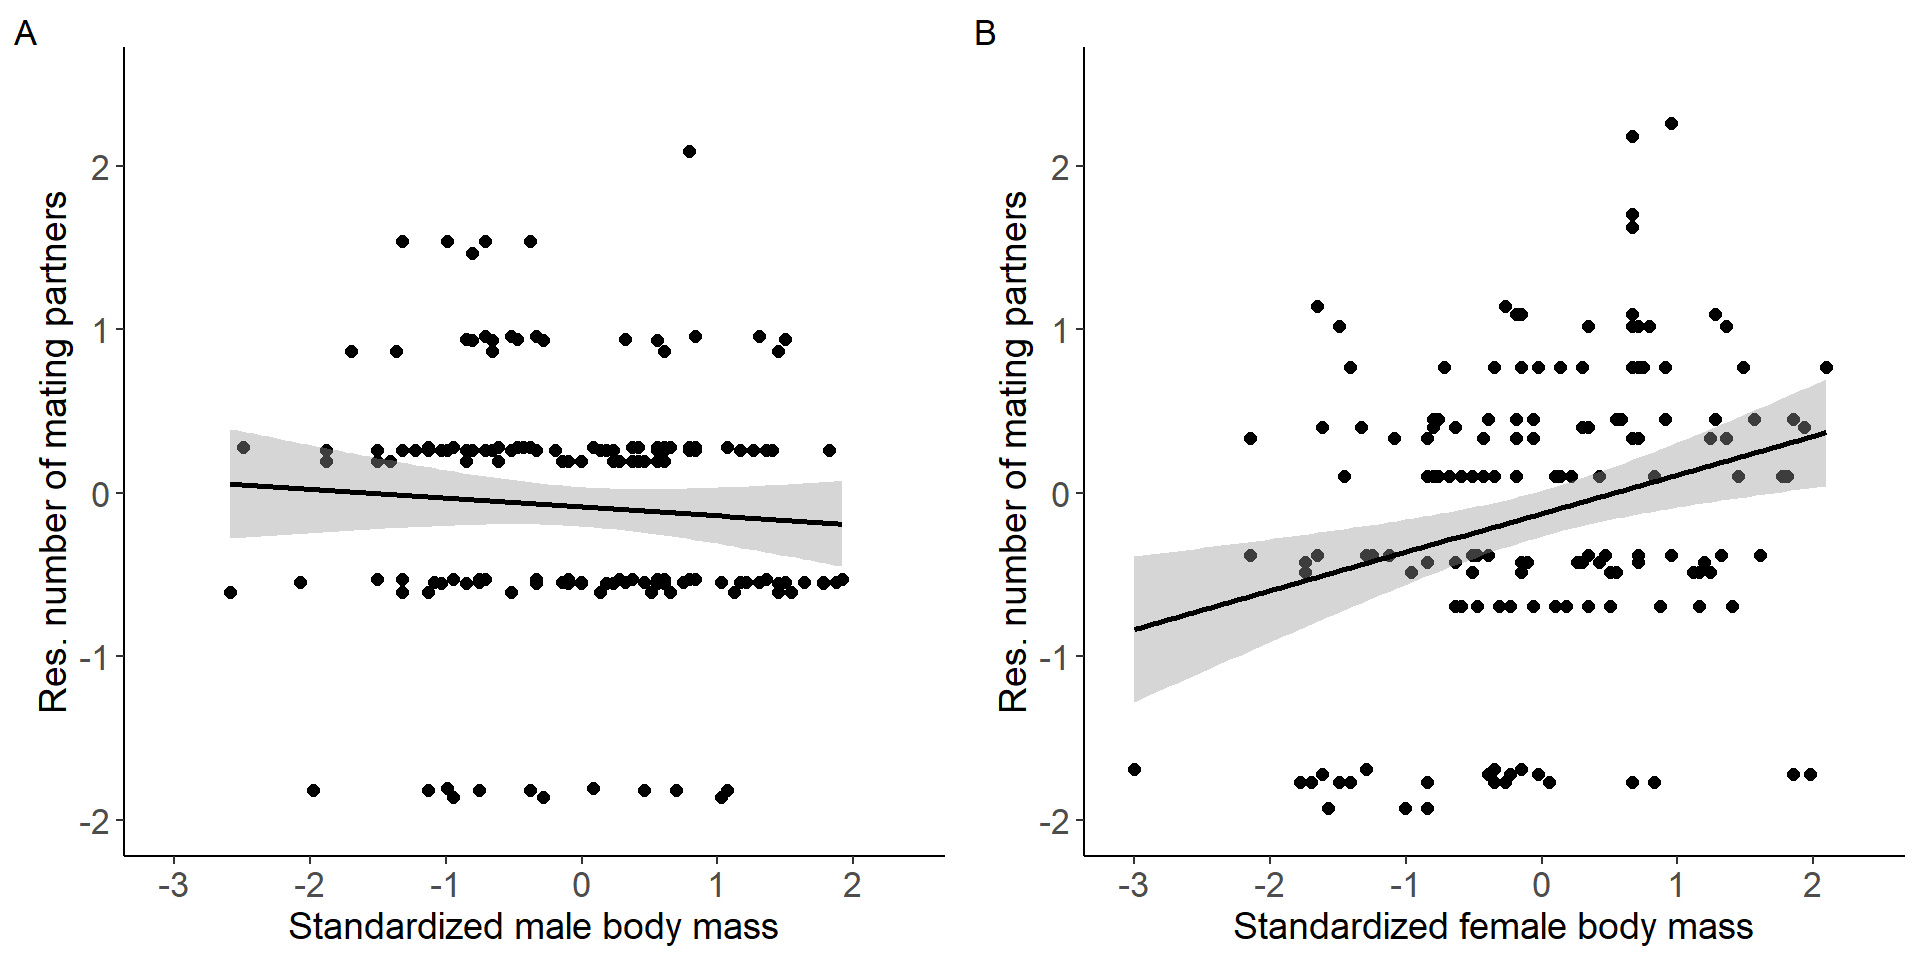 A
Res. number of mating partners
2
1
0
-1
-2
-3 -2 -1 0 1 2
Standardized male body mass
B
Res. number of mating partners
2
1
0
-1
-2
-3 -2 -1 0 1 2
Standardized female body mass